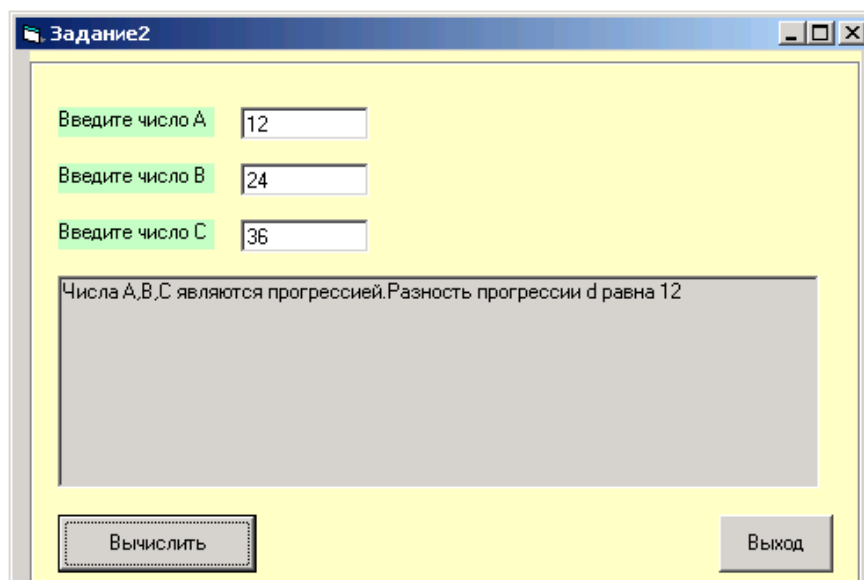 Задание2
Введите число А 12
Введите число В 24
Введите число С 36
Числа А,В,С являются прогрессией.Разность прогрессии d равна 12
Вычислить Выход